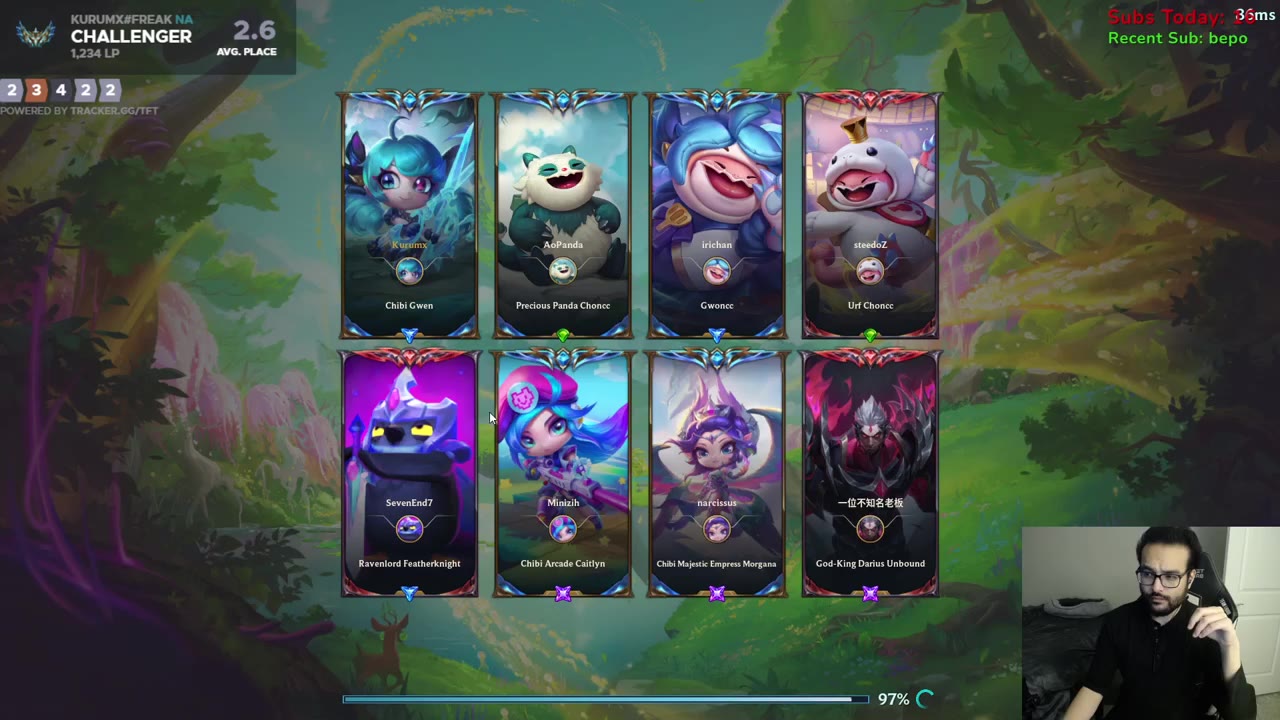 KURUMX#FREAK NA
CHALLENGER
1,234 LP
2.6
AVG. PLACE
2 3 4 2 2
POWERED BY TRACKER.GG/TFT
Subs Today:
36ms
Recent Sub: bepo
Kurumx
Chibi Gwen
AoPanda
Precious Panda Choncc
irichan
Gwoncc
steedoZ
Urf Choncc
SevenEnd7
Ravenlord Featherknight
Minizih
Chibi Arcade Caitlyn
narcissus
Chibi Majestic Empress Morgana
一位不知名老板
God-King Darius Unbound
97%